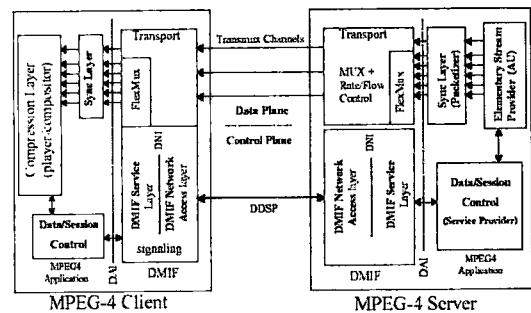 Transport
Transmux Channels
Transport
Compression Layer
(player/compositor)
Sync Layer
FlexMux
MUX +
Rate/Flow
Control
FlexMux
Sync Layer
(Packetizer)
Elementary Stream
Provider (AU)
Data Plane
Control Plane
DMIF Service
Layer
DNI
DMIF Network
Access layer
DDSP
DMIF Network
Access layer
DNI
DMIF Service
Layer
Data/Session
Control
(Service Provider)
Data/Session
Control
signaling
MPEG4
Application
DAI
DMIF
DMIF
DAI
MPEG4
Application
MPEG-4 Client
MPEG-4 Server